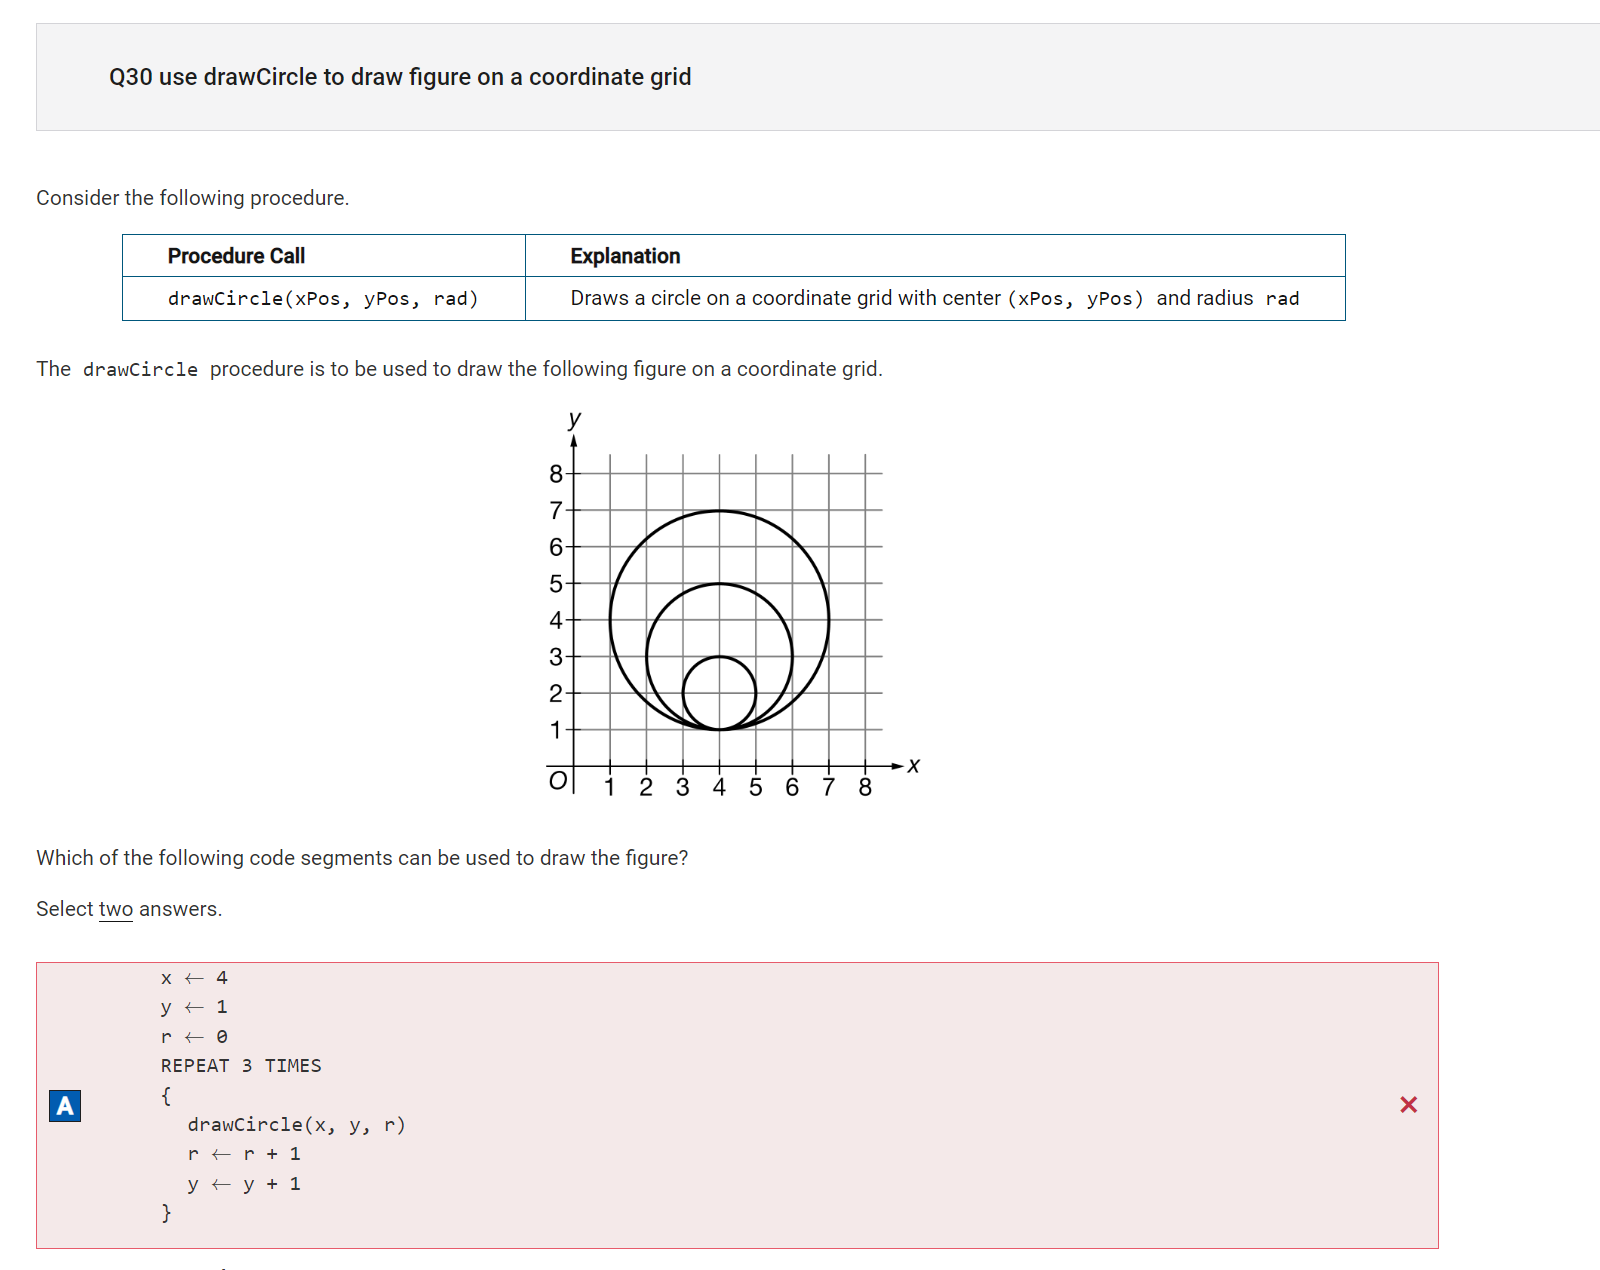 Q30 use drawCircle to draw figure on a coordinate grid
Consider the following procedure.
Procedure Call Explanation
drawCircle(xPos, yPos, rad) Draws a circle on a coordinate grid with center (xPos, yPos) and radius rad
The drawCircle procedure is to be used to draw the following figure on a coordinate grid.
y
8
7
6
5
4
3
2
1
x
O 1 2 3 4 5 6 7 8
Which of the following code segments can be used to draw the figure?
Select two answers.
x ← 4
y ← 1
r ← 0
REPEAT 3 TIMES
{
A
drawCircle(x, y, r)
r ← r + 1
y ← y + 1
}